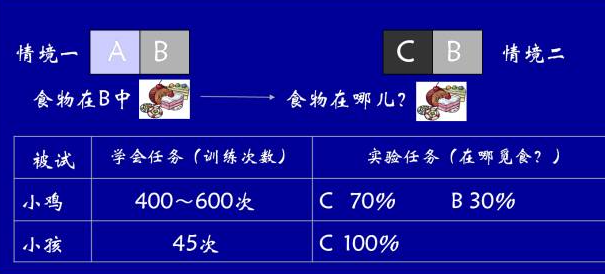 情境一 A B C B 情境二
食物在B中 食物在哪儿?
被试 学会任务(训练次数) 实验任务(在哪觅食?)
小鸡 400~600次 C 70% B 30%
小孩 45次 C 100%